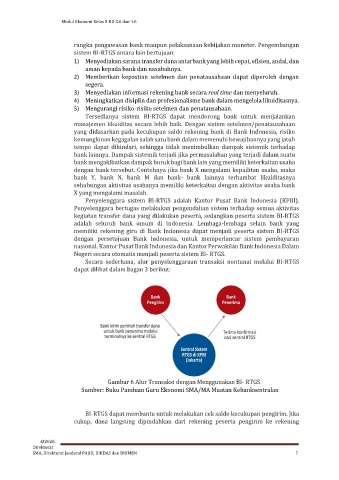 Modul Ekonomi Kelas X KD 3.6 dan 4.6
rangka pengawasan bank maupun pelaksanaan kebijakan moneter. Pengembangan
sistem BI-RTGS antara lain bertujuan:
1) Menyediakan sarana transfer dana antar bank yang lebih cepat, efisien, andal, dan
aman kepada bank dan nasabahnya.
2) Memberikan kepastian setelmen dan penatausahaan dapat diperoleh dengan
segera.
3) Menyediakan informasi rekening bank secara real time dan menyeluruh.
4) Meningkatkan disiplin dan profesionalisme bank dalam mengelola likuiditasnya.
5) Mengurangi risiko-risiko setelmen dan penatausahaan.
Tersedianya sistem BI-RTGS dapat mendorong bank untuk menjalankan
manajemen likuiditas secara lebih baik. Dengan sistem setelmen/penatausahaan
yang didasarkan pada kecukupan saldo rekening bank di Bank Indonesia, risiko
kemungkinan kegagalan salah satu bank dalam memenuhi kewajibannya yang jatuh
tempo dapat dihindari, sehingga tidak menimbulkan dampak sistemik terhadap
bank lainnya. Dampak sistemik terjadi jika permasalahan yang terjadi dalam suatu
bank mengakibatkan dampak buruk bagi bank lain yang memiliki keterkaitan usaha
dengan bank tersebut. Contohnya jika bank X mengalami kepailitan usaha, maka
bank Y, bank N, bank M dan bank- bank lainnya terhambat likuiditasnya
sehubungan aktivitas usahanya memiliki keterkaitan dengan aktivitas usaha bank
X yang mengalami masalah.
Penyelenggara sistem BI-RTGS adalah Kantor Pusat Bank Indonesia (KPBI).
Penyelenggara bertugas melakukan pengendalian sistem terhadap semua aktivitas
kegiatan transfer dana yang dilakukan peserta, sedangkan peserta sistem BI-RTGS
adalah seluruh bank umum di Indonesia. Lembaga-lembaga selain bank yang
memiliki rekening giro di Bank Indonesia dapat menjadi peserta sistem BI-RTGS
dengan persetujuan Bank Indonesia, untuk memperlancar sistem pembayaran
nasional. Kantor Pusat Bank Indonesia dan Kantor Perwakilan Bank Indonesia Dalam
Negeri secara otomatis menjadi peserta sistem BI- RTGS.
Secara sederhana, alur penyelenggaraan transaksi nontunai melalui BI-RTGS
dapat dilihat dalam bagan 3 berikut:
Bank
Pengirim
Bank
Penerima
Bank kirim perintah transfer dana
untuk bank penerima melalui
terminalnya ke sentral RTGS
Terima konfirmasi
dari sentral RTGS
Sentral Sistem
RTGS di KPBI
(Jakarta)
Gambar 6 Alur Transaksi dengan Menggunakan BI- RTGS
Sumber: Buku Panduan Guru Ekonomi SMA/MA Muatan Kebanksentralan
BI-RTGS dapat membantu untuk melakukan cek saldo kecukupan pengirim. Jika
cukup, dana langsung dipindahkan dari rekening peserta pengirim ke rekening
@2020,
Direktorat
SMA, Direktorat Jenderal PAUD, DIKDAS dan DIKMEN
7